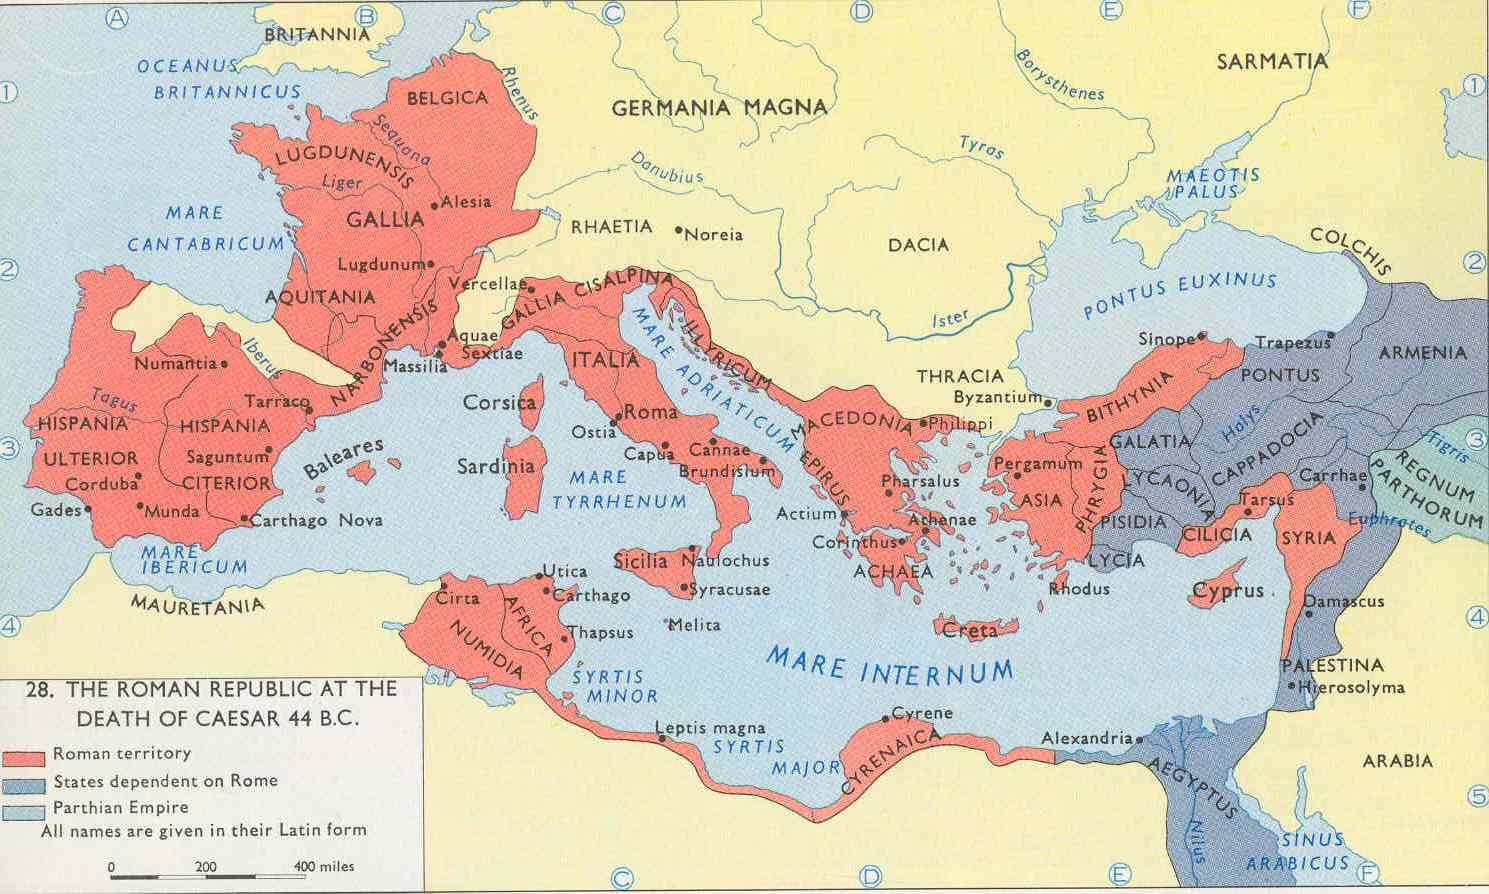 A
B
C
D
E
F
BRITANNIA
OCEANUS
BRITANNICUS
1
BELGICA
Rhenus
GERMANIA MAGNA
Borysthenes
SARMATIA
1
Sequana
LUGDUNENSIS
Liger
Danubius
Tyras
MAEOTIS
PALUS
MARE
CANTABRICUM
GALLIA
Alesia
RHAETIA
Noreia
DACIA
COLCHIS
2
Lugdunum
Vercellae
GALLIA CISALPINA
PONTUS EUXINUS
2
AQUITANIA
NARBONENSIS
Aquae
Sextiae
Massilia
MARE ADRIATICUM
ILLYRICUM
Ister
Sinope
Trapezus
ARMENIA
Numantia
Iberus
ITALIA
THRACIA
Byzantium
BITHYNIA
PONTUS
Tagus
Tarraco
Corsica
Roma
Ostia
MACEDONIA
Philippi
Halys
HISPANIA
ULTERIOR
HISPANIA
CITERIOR
3
Saguntum
Baleares
Sardinia
MARE
TYRRHENUM
Capua
Cannae
Brundisium
EPIRUS
Pharsalus
Pergamum
ASIA
PHRYGIA
GALATIA
LYCAONIA
CAPPADOCIA
Carrhae
Tigris
3
REGNUM
PARTHORUM
Corduba
Gades
Munda
Carthago Nova
Actium
Athenae
Corinthus
PISIDIA
Tarsus
CILICIA
SYRIA
Euphrates
MARE
IBERICUM
Sicilia
Naulochus
Syracusae
ACHAEA
LYCIA
Rhodus
Cyprus
MAURETANIA
Cirta
Utica
Carthago
AFRICA
NUMIDIA
Thapsus
Melita
Creta
Damascus
4
4
MARE INTERNUM
SYRTIS
MINOR
PALESTINA
Hierosolyma
Leptis magna
SYRTIS
MAJOR
Cyrene
CYRENAICA
Alexandria
AEGYPTUS
Nilus
ARABIA
5
SINUS
ARABICUS
28. THE ROMAN REPUBLIC AT THE
DEATH OF CAESAR 44 B.C.
Roman territory
States dependent on Rome
Parthian Empire
All names are given in their Latin form
0 200 400 miles
C
D
E
F